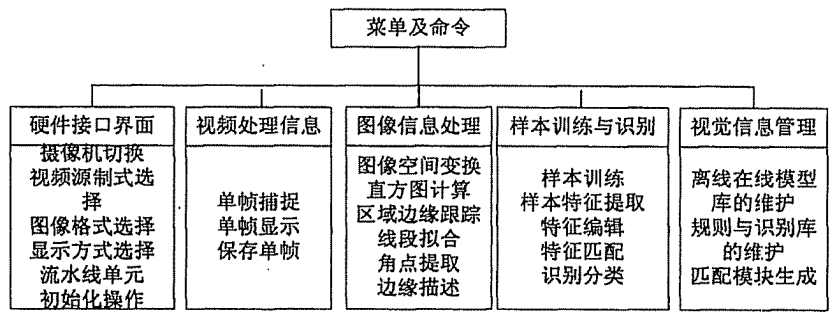 菜单及命令
硬件接口界面
摄像机切换
视频源制式选
择
图像格式选择
显示方式选择
流水线单元
初始化操作
视频处理信息
单帧捕捉
单帧显示
保存单帧
图像信息处理
图像空间变换
直方图计算
区域边缘跟踪
线段拟合
角点提取
边缘描述
样本训练与识别
样本训练
样本特征提取
特征编辑
特征匹配
识别分类
视觉信息管理
离线在线模型
库的维护
规则与识别库
的维护
匹配模块生成